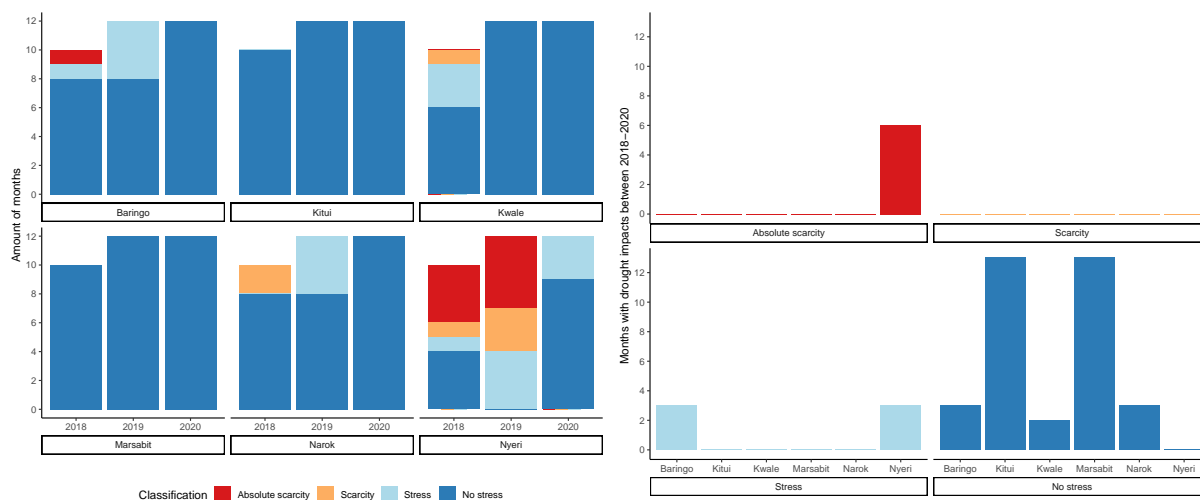 Amount of months
12
10
8
6
4
2
0
Baringo
Kitui
Kwale
12
10
8
6
4
2
0
2018
2019
2020
2018
2019
2020
2018
2019
2020
Marsabit
Narok
Nyeri
Classification
Absolute scarcity
Scarcity
Stress
No stress
Months with drought impacts between 2018−2020
12
10
8
6
4
2
0
Absolute scarcity
Scarcity
12
10
8
6
4
2
0
Baringo
Kitui
Kwale
Marsabit
Narok
Nyeri
Baringo
Kitui
Kwale
Marsabit
Narok
Nyeri
Stress
No stress